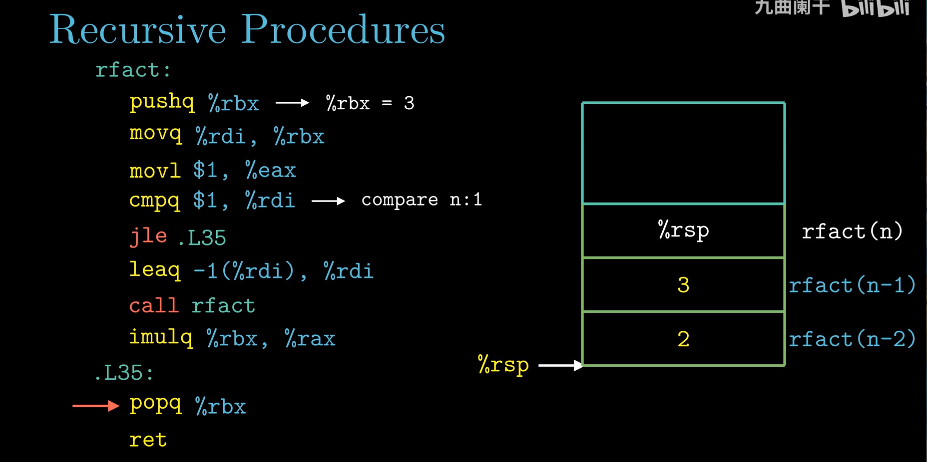 九曲阑干 bilibili
Recursive Procedures
rfact:
pushq %rbx → %rbx = 3
movq %rdi, %rbx
movl $1, %eax
cmpq $1, %rdi → compare n:1
jle .L35
leaq -1(%rdi), %rdi
call rfact
imulq %rbx, %rax
.L35:
popq %rbx
ret
%rsp rfact(n)
3 rfact(n-1)
2 rfact(n-2)
%rsp